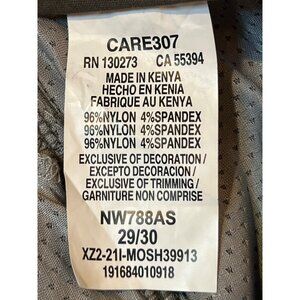 CARE307
RN 130273 CA 55394
MADE IN KENYA
HECHO EN KENIA
FABRIQUE AU KENYA
96%NYLON 4%SPANDEX
96%NYLON 4%SPANDEX
96%NYLON 4%SPANDEX
EXCLUSIVE OF DECORATION /
EXCEPTO DECORACION /
EXCLUSIVE OF TRIMMING /
GARNITURE NON COMPRISE
NW788AS
29/30
XZ2-21I-MOSH39913
191684010918